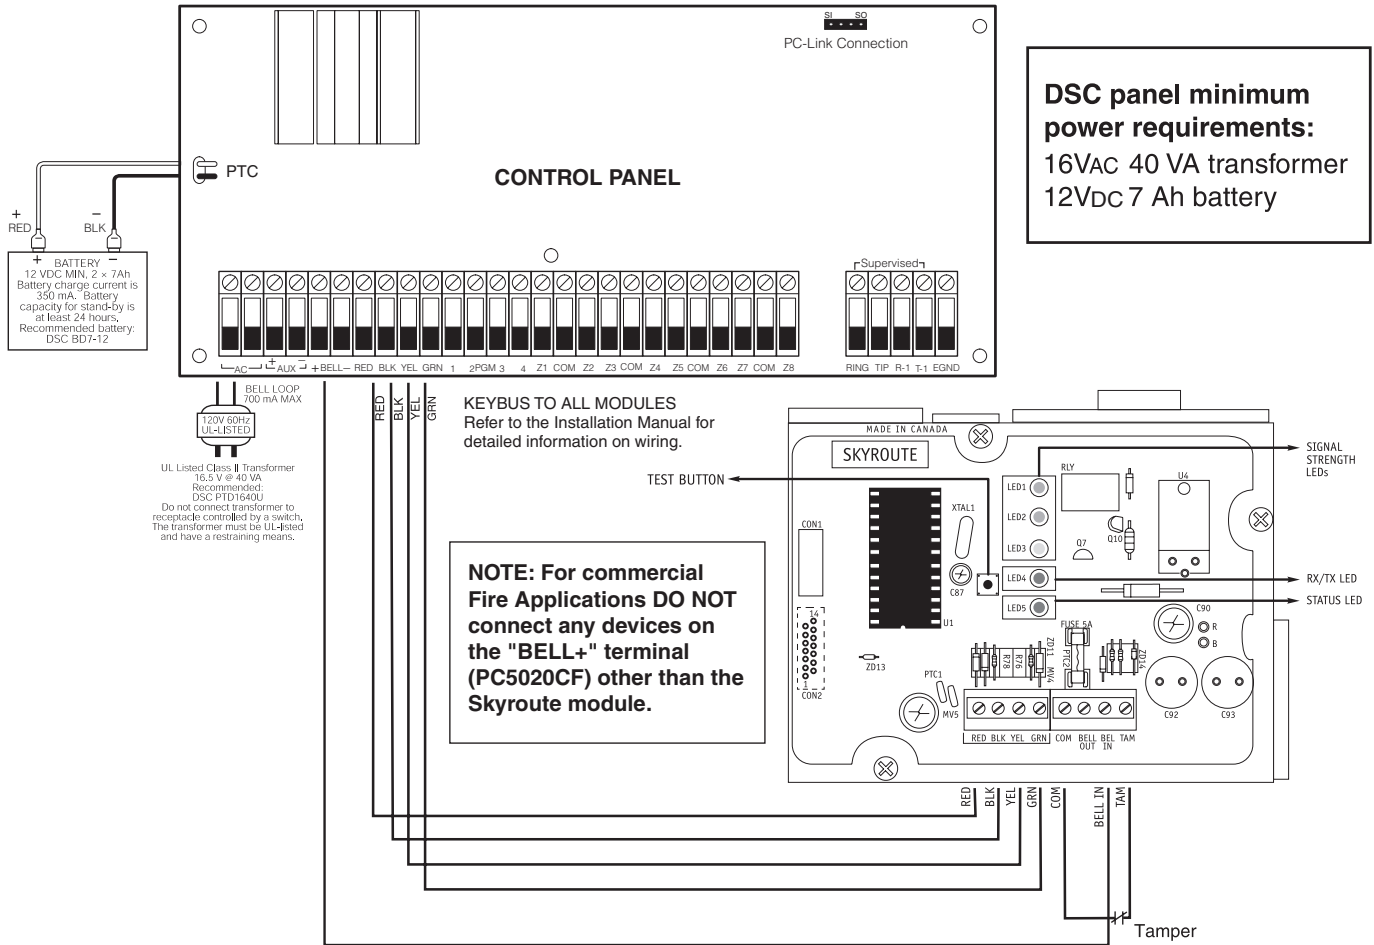 SI SO
PC-Link Connection
DSC panel minimum
power requirements:
16VAC 40 VA transformer
12VDC 7 Ah battery
PTC
CONTROL PANEL
+ −
RED BLK
+ −
BATTERY
12 VDC MIN, 2 × 7Ah
Battery charge current is
350 mA. Battery
capacity for stand-by is
at least 24 hours.
Recommended battery:
DSC BD7-12
Supervised
AC + AUX − +BELL− RED BLK YEL GRN 1 2 PGM 3 4 Z1 COM Z2 Z3 COM Z4 Z5 COM Z6 Z7 COM Z8
RING TIP R-1 T-1 EGND
BELL LOOP
700 mA MAX
120V 60Hz
UL-LISTED
UL Listed Class II Transformer
16.5 V @ 40 VA
Recommended:
DSC PTD1640U
Do not connect transformer to
receptacle controlled by a switch.
The transformer must be UL-listed
and have a restraining means.
RED
BLK
YEL
GRN
KEYBUS TO ALL MODULES
Refer to the Installation Manual for
detailed information on wiring.
MADE IN CANADA
SKYROUTE
TEST BUTTON
SIGNAL
STRENGTH
LEDs
RX/TX LED
STATUS LED
LED1
LED2
LED3
LED4
LED5
RLY
U4
XTAL1
CON1
Q10
Q7
C87
U1
C90
R
B
FUSE 5A
PTC2
14
1
CON2
ZD13
R78
R76
ZD11
MV4
ZD14
PTC1
MV5
C92
C93
RED BLK YEL GRN COM BELL OUT BEL IN TAM
NOTE: For commercial
Fire Applications DO NOT
connect any devices on
the "BELL+" terminal
(PC5020CF) other than the
Skyroute module.
RED
BLK
YEL
GRN
COM
BELL IN
TAM
Tamper